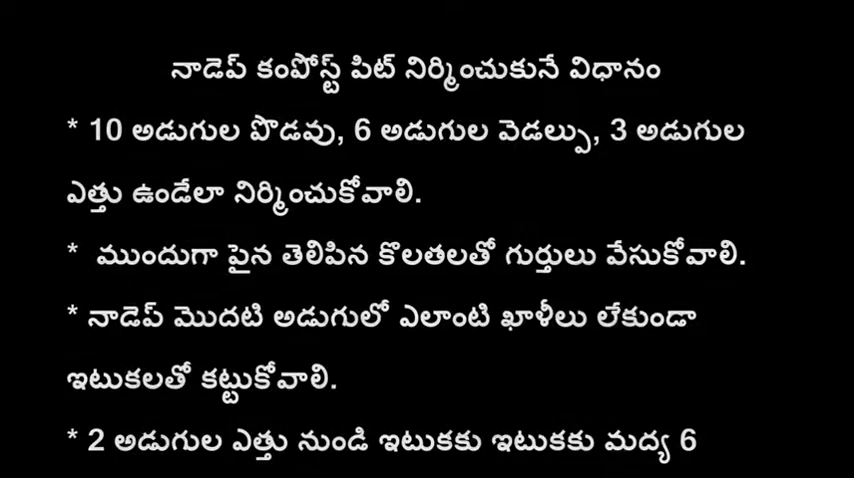 నాడెప్ కంపోస్ట్ పిట్ నిర్మించుకునే విధానం
* 10 అడుగుల పొడవు, 6 అడుగుల వెడల్పు, 3 అడుగుల
ఎత్తు ఉండేలా నిర్మించుకోవాలి.
* ముందుగా పైన తెలిపిన కొలతలతో గుర్తులు వేసుకోవాలి.
* నాడెప్ మొదటి అడుగులో ఎలాంటి ఖాళీలు లేకుండా
ఇటుకలతో కట్టుకోవాలి.
* 2 అడుగుల ఎత్తు నుండి ఇటుకకు ఇటుకకు మద్య 6